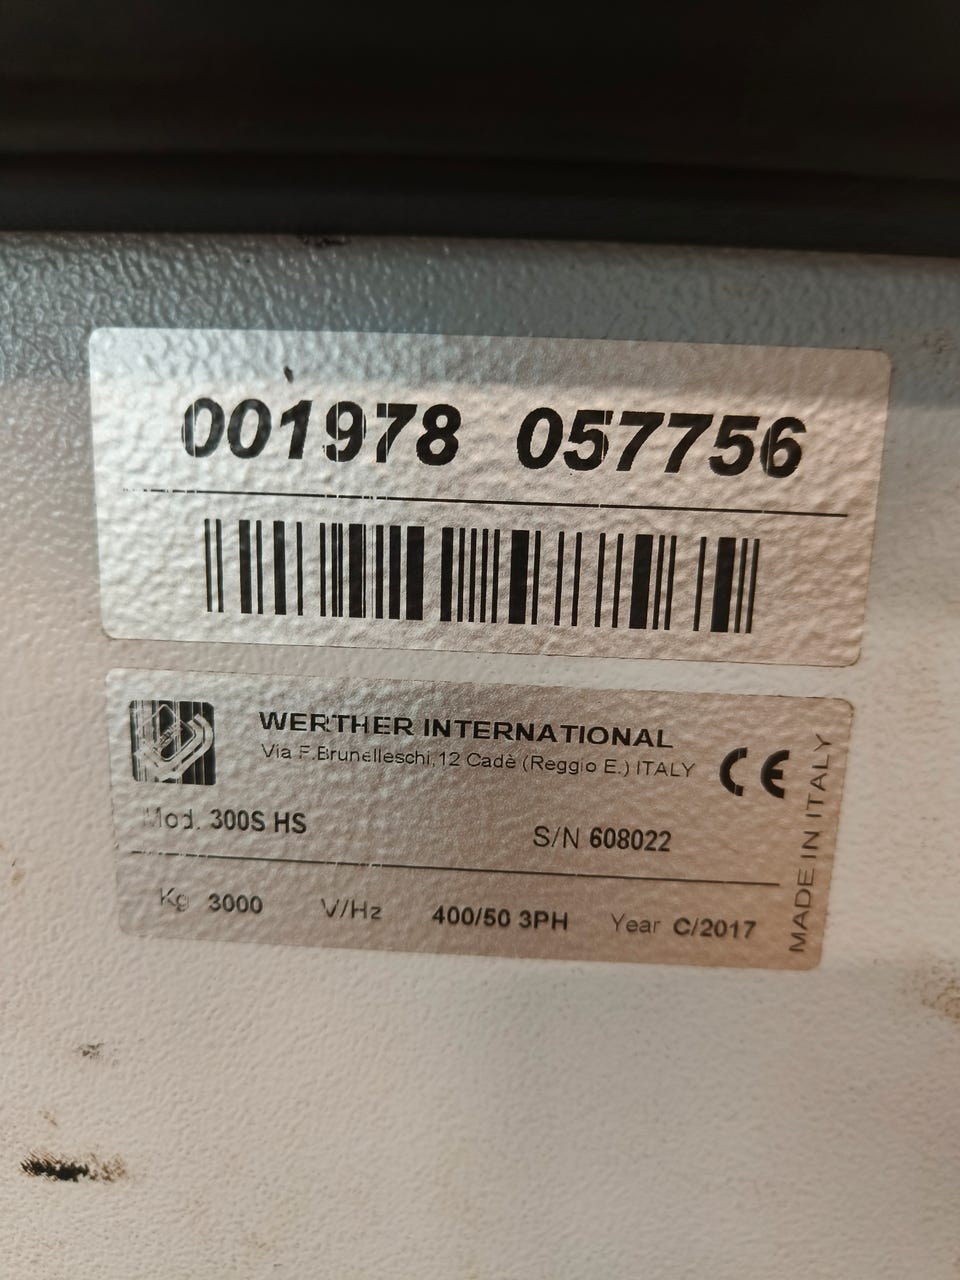 001978 057756
WERTHER INTERNATIONAL
Via F.Brunelleschi,12 Cadè (Reggio E.) ITALY
CE
Mod. 300S HS
S/N 608022
Kg 3000 V/Hz 400/50 3PH Year C/2017
MADE IN ITALY